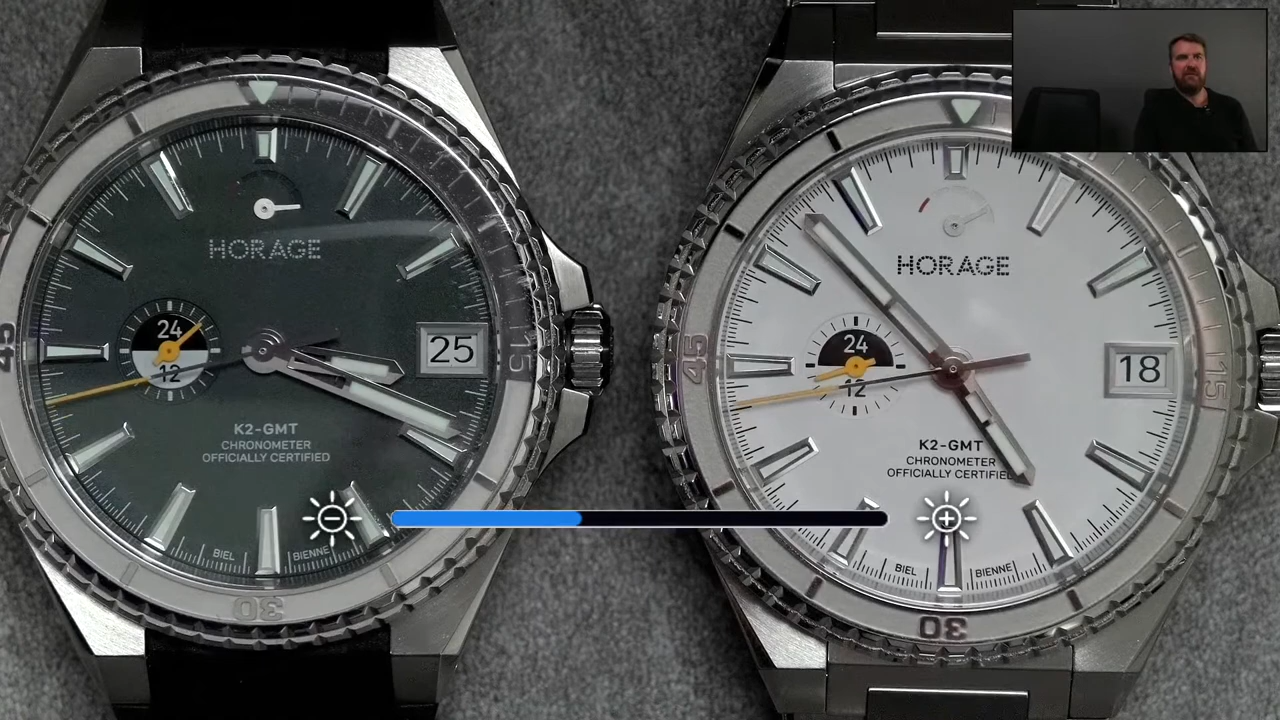 HORAGE
24
12
25
45
15
K2-GMT
CHRONOMETER
OFFICIALLY CERTIFIED
BIEL
BIENNE
30
HORAGE
24
12
18
45
15
K2-GMT
CHRONOMETER
OFFICIALLY CERTIFIED
BIEL
BIENNE
30